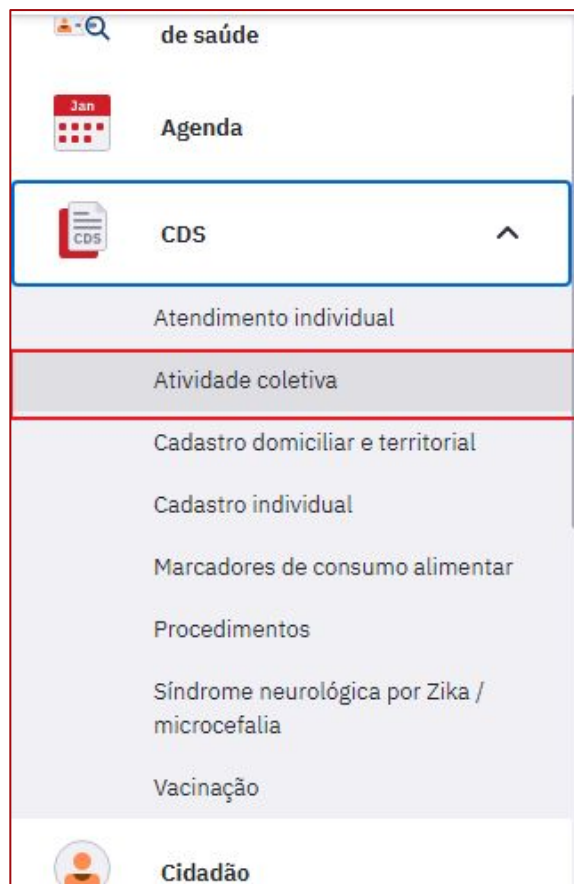 de saúde
Jan
Agenda
CDS
CDS
Atendimento individual
Atividade coletiva
Cadastro domiciliar e territorial
Cadastro individual
Marcadores de consumo alimentar
Procedimentos
Síndrome neurológica por Zika /
microcefalia
Vacinação
Cidadão